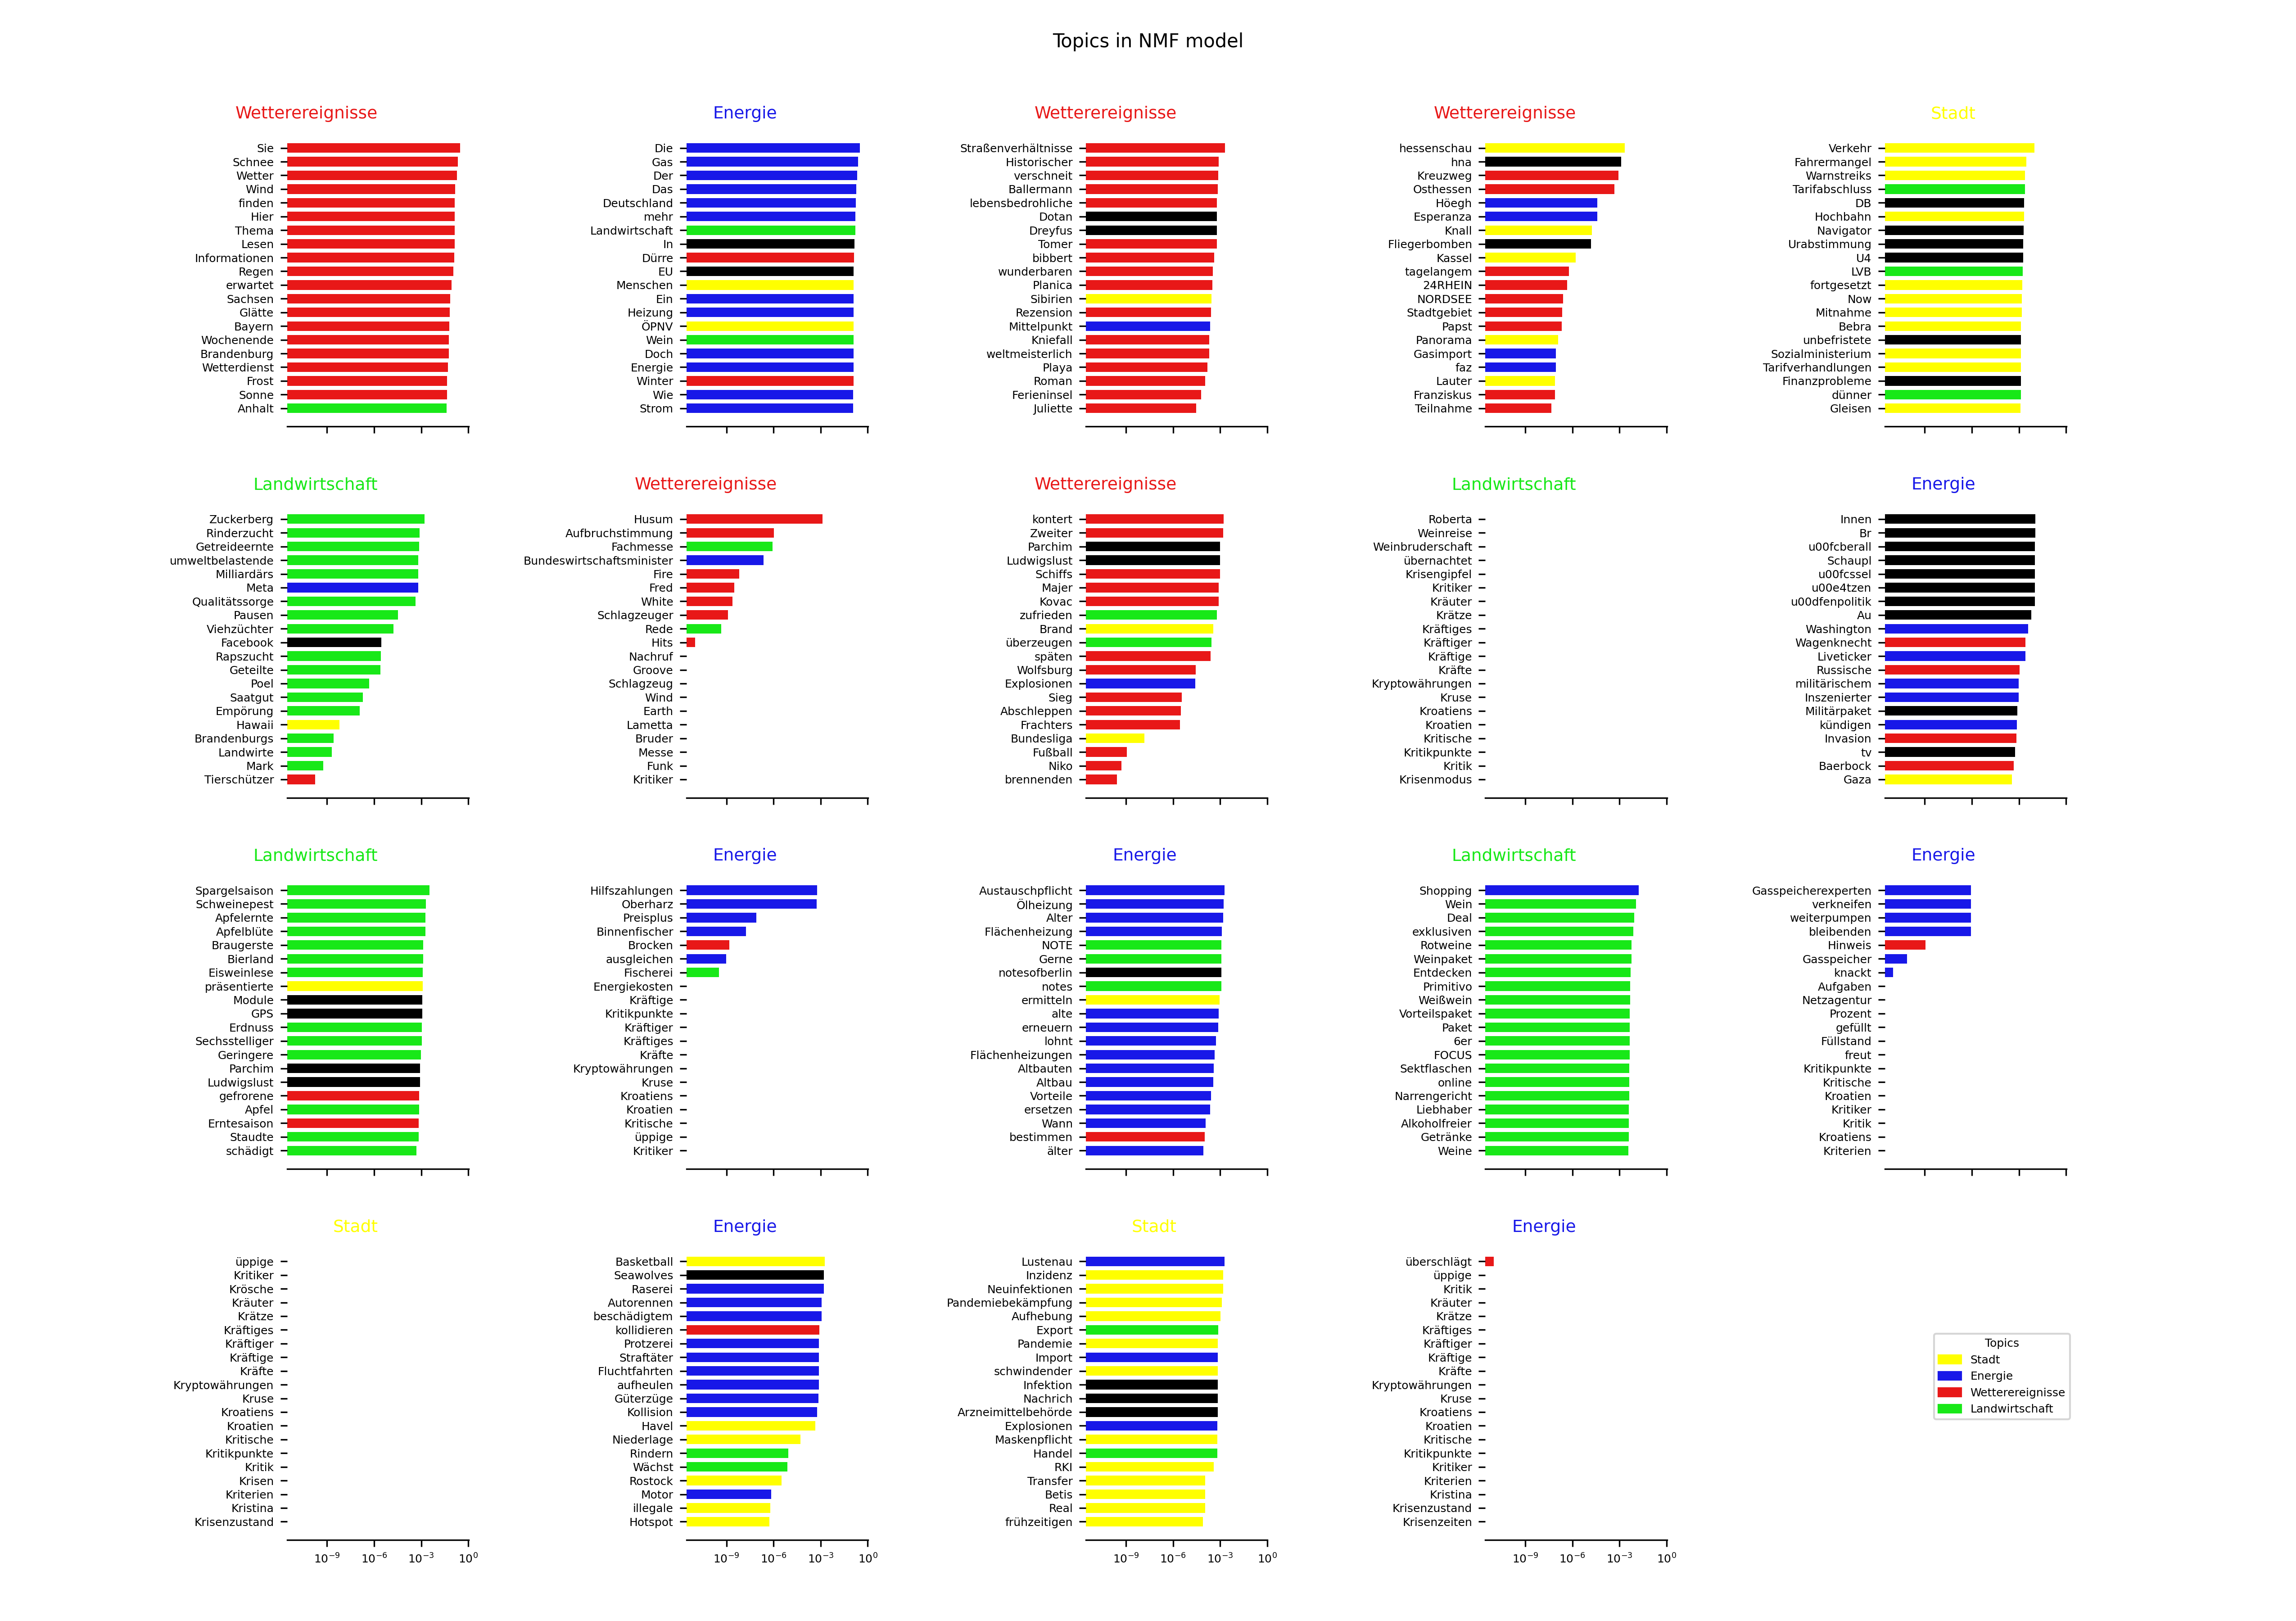 Topics in NMF model
Wetterereignisse
Sie
Schnee
Wetter
Wind
finden
Hier
Thema
Lesen
Informationen
Regen
erwartet
Sachsen
Glätte
Bayern
Wochenende
Brandenburg
Wetterdienst
Frost
Sonne
Anhalt
Energie
Die
Gas
Der
Das
Deutschland
mehr
Landwirtschaft
In
Dürre
EU
Menschen
Ein
Heizung
ÖPNV
Wein
Doch
Energie
Winter
Wie
Strom
Wetterereignisse
Straßenverhältnisse
Historischer
verschneit
Ballermann
lebensbedrohliche
Dotan
Dreyfus
Tomer
bibbert
wunderbaren
Planica
Sibirien
Rezension
Mittelpunkt
Kniefall
weltmeisterlich
Playa
Roman
Ferieninsel
Juliette
Wetterereignisse
hessenschau
hna
Kreuzweg
Osthessen
Höegh
Esperanza
Knall
Fliegerbomben
Kassel
tagelangem
24RHEIN
NORDSEE
Stadtgebiet
Papst
Panorama
Gasimport
faz
Lauter
Franziskus
Teilnahme
Stadt
Verkehr
Fahrermangel
Warnstreiks
Tarifabschluss
DB
Hochbahn
Navigator
Urabstimmung
U4
LVB
fortgesetzt
Now
Mitnahme
Bebra
unbefristete
Sozialministerium
Tarifverhandlungen
Finanzprobleme
dünner
Gleisen
Landwirtschaft
Zuckerberg
Rinderzucht
Getreideernte
umweltbelastende
Milliardärs
Meta
Qualitätssorge
Pausen
Viehzüchter
Facebook
Rapszucht
Geteilte
Poel
Saatgut
Empörung
Hawaii
Brandenburgs
Landwirte
Mark
Tierschützer
Wetterereignisse
Husum
Aufbruchstimmung
Fachmesse
Bundeswirtschaftsminister
Fire
Fred
White
Schlagzeuger
Rede
Hits
Nachruf
Groove
Schlagzeug
Wind
Earth
Lametta
Bruder
Messe
Funk
Kritiker
Wetterereignisse
kontert
Zweiter
Parchim
Ludwigslust
Schiffs
Majer
Kovac
zufrieden
Brand
überzeugen
späten
Wolfsburg
Explosionen
Sieg
Abschleppen
Frachters
Bundesliga
Fußball
Niko
brennenden
Landwirtschaft
Roberta
Weinreise
Weinbruderschaft
übernachtet
Krisengipfel
Kritiker
Kräuter
Krätze
Kräftiges
Kräftiger
Kräftige
Kräfte
Kryptowährungen
Kruse
Kroatiens
Kroatien
Kritische
Kritikpunkte
Kritik
Krisenmodus
Energie
Innen
Br
u00fcberall
Schaupl
u00fcssel
u00e4tzen
u00dfenpolitik
Au
Washington
Wagenknecht
Liveticker
Russische
militärischem
Inszenierter
Militärpaket
kündigen
Invasion
tv
Baerbock
Gaza
Landwirtschaft
Spargelsaison
Schweinepest
Apfelernte
Apfelblüte
Braugerste
Bierland
Eisweinlese
präsentierte
Module
GPS
Erdnuss
Sechsstelliger
Geringere
Parchim
Ludwigslust
gefrorene
Apfel
Erntesaison
Staudte
schädigt
Energie
Hilfszahlungen
Oberharz
Preisplus
Binnenfischer
Brocken
ausgleichen
Fischerei
Energiekosten
Kräftige
Kritikpunkte
Kräftiger
Kräftiges
Kräfte
Kryptowährungen
Kruse
Kroatiens
Kroatien
Kritische
üppige
Kritiker
Energie
Austauschpflicht
Ölheizung
Alter
Flächenheizung
NOTE
Gerne
notesofberlin
notes
ermitteln
alte
erneuern
lohnt
Flächenheizungen
Altbauten
Altbau
Vorteile
ersetzen
Wann
bestimmen
älter
Landwirtschaft
Shopping
Wein
Deal
exklusiven
Rotweine
Weinpaket
Entdecken
Primitivo
Weißwein
Vorteilspaket
Paket
6er
FOCUS
Sektflaschen
online
Narrengericht
Liebhaber
Alkoholfreier
Getränke
Weine
Energie
Gasspeicherexperten
verkneifen
weiterpumpen
bleibenden
Hinweis
Gasspeicher
knackt
Aufgaben
Netzagentur
Prozent
gefüllt
Füllstand
freut
Kritikpunkte
Kritische
Kroatien
Kritiker
Kritik
Kroatiens
Kriterien
Stadt
üppige
Kritiker
Krösche
Kräuter
Krätze
Kräftiges
Kräftiger
Kräftige
Kräfte
Kryptowährungen
Kruse
Kroatiens
Kroatien
Kritische
Kritikpunkte
Kritik
Krisen
Kriterien
Kristina
Krisenzustand
10⁻⁹ 10⁻⁶ 10⁻³ 10⁰
Energie
Basketball
Seawolves
Raserei
Autorennen
beschädigtem
kollidieren
Protzerei
Straftäter
Fluchtfahrten
aufheulen
Güterzüge
Kollision
Havel
Niederlage
Rindern
Wächst
Rostock
Motor
illegale
Hotspot
10⁻⁹ 10⁻⁶ 10⁻³ 10⁰
Stadt
Lustenau
Inzidenz
Neuinfektionen
Pandemiebekämpfung
Aufhebung
Export
Pandemie
Import
schwindender
Infektion
Nachrich
Arzneimittelbehörde
Explosionen
Maskenpflicht
Handel
RKI
Transfer
Betis
Real
frühzeitigen
10⁻⁹ 10⁻⁶ 10⁻³ 10⁰
Energie
überschlägt
üppige
Kritik
Kräuter
Krätze
Kräftiges
Kräftiger
Kräftige
Kräfte
Kryptowährungen
Kruse
Kroatiens
Kroatien
Kritische
Kritikpunkte
Kritiker
Kriterien
Kristina
Krisenzustand
Krisenzeiten
10⁻⁹ 10⁻⁶ 10⁻³ 10⁰
Topics
Stadt
Energie
Wetterereignisse
Landwirtschaft